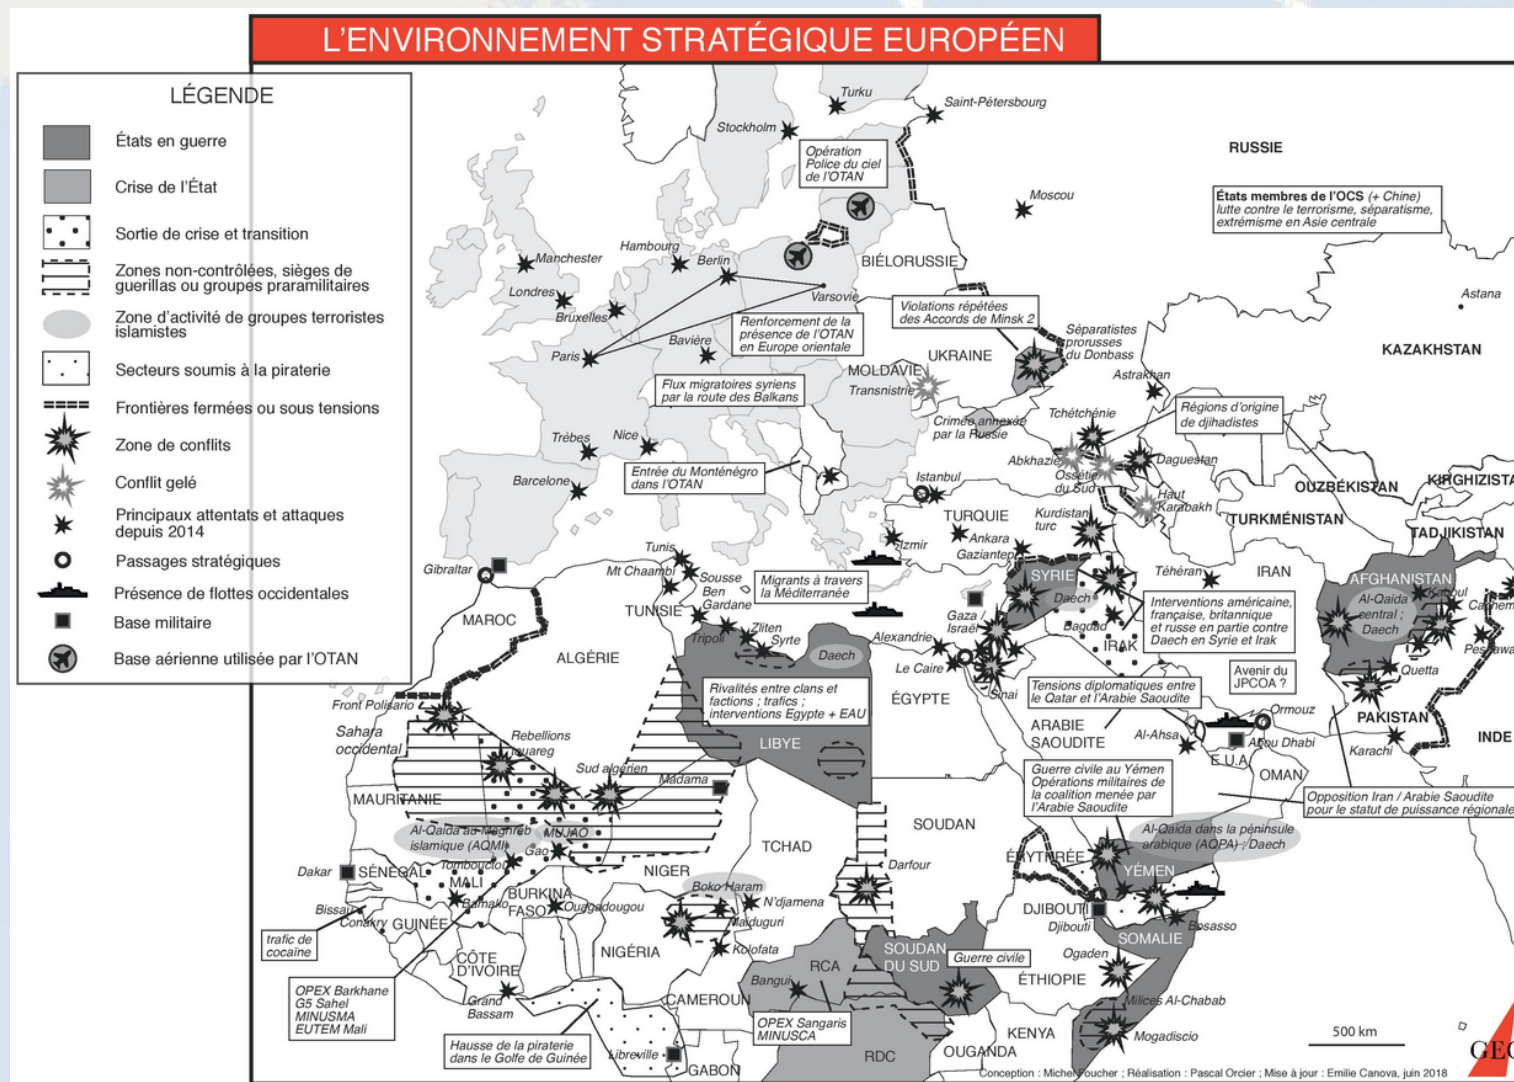 L'ENVIRONNEMENT STRATÉGIQUE EUROPÉEN
LÉGENDE
États en guerre
Crise de l'État
Sortie de crise et transition
Zones non-contrôlées, sièges de
guerillas ou groupes praramilitaires
Zone d'activité de groupes terroristes
islamistes
Secteurs soumis à la piraterie
Frontières fermées ou sous tensions
Zone de conflits
Conflit gelé
Principaux attentats et attaques
depuis 2014
Passages stratégiques
Présence de flottes occidentales
Base militaire
Base aérienne utilisée par l'OTAN
Turku
Saint-Pétersbourg
Stockholm
Opération
Police du ciel
de l'OTAN
RUSSIE
Moscou
États membres de l'OCS (+ Chine)
lutte contre le terrorisme, séparatisme,
extrémisme en Asie centrale
Hambourg
Manchester
Berlin
BIÉLORUSSIE
Londres
Varsovie
Astana
Bruxelles
Violations répétées
des Accords de Minsk 2
Renforcement de la
présence de l'OTAN
en Europe orientale
Séparatistes
prorusses
du Donbass
Paris
Bavière
UKRAINE
KAZAKHSTAN
MOLDAVIE
Transnistrie
Astrakhan
Flux migratoires syriens
par la route des Balkans
Crimée annexée
par la Russie
Tchétchénie
Régions d'origine
de djihadistes
Trèbes
Nice
Abkhazie
Daguestan
Ossétie
du Sud
Entrée du Monténégro
dans l'OTAN
Barcelone
Istanbul
OUZBÉKISTAN
KIRGHIZISTA
Haut
Karabakh
TURQUIE
Kurdistan
turc
TURKMÉNISTAN
TADJIKISTAN
Ankara
Izmir
Gaziantep
Tunis
Gibraltar
Mt Chaambi
Sousse
Ben
Gardane
Migrants à travers
la Méditerranée
SYRIE
Daech
Téhéran
IRAN
AFGHANISTAN
Kaboul
Al-Qaida
central ;
Daech
MAROC
TUNISIE
Gaza /
Israël
Bagdad
IRAK
Interventions américaine,
française, britannique
et russe en partie contre
Daech en Syrie et Irak
Zliten
Tripoli
Syrte
Alexandrie
Daech
Le Caire
Sinaï
Quetta
ALGÉRIE
Avenir du
JPCOA ?
Front Polisario
Rivalités entre clans et
factions ; trafics ;
interventions Egypte + EAU
ÉGYPTE
Tensions diplomatiques entre
le Qatar et l'Arabie Saoudite
Ormouz
PAKISTAN
Sahara
occidental
ARABIE
SAOUDITE
Al-Ahsa
Abou Dhabi
Karachi
INDE
Rebellions
touareg
LIBYE
E.U.A.
OMAN
Sud algérien
Madama
Guerre civile au Yémen
Opérations militaires de
la coalition menée par
l'Arabie Saoudite
MAURITANIE
Opposition Iran / Arabie Saoudite
pour le statut de puissance régionale
Al-Qaida au Maghreb
islamique (AQMI)
MUJAO
SOUDAN
Al-Qaida dans la péninsule
arabique (AQPA) ; Daech
TCHAD
ÉRYTERÉE
Gao
Tombouctou
Dakar
SÉNÉGAL
MALI
NIGER
Darfour
YÉMEN
Boko Haram
BURKINA
FASO
Bamako
Ouagadougou
N'djamena
Maiduguri
Bissau
Conakry
GUINÉE
DJIBOUTI
Djibouti
Bosasso
SOMALIE
trafic de
cocaïne
CÔTE
D'IVOIRE
NIGÉRIA
Kolofata
SOUDAN
DU SUD
Guerre civile
Ogaden
ÉTHIOPIE
RCA
Bangui
OPEX Barkhane
G5 Sahel
MINUSMA
EUTEM Mali
Grand
Bassam
CAMEROUN
Milices Al-Chabab
OPEX Sangaris
MINUSCA
Mogadiscio
Hausse de la piraterie
dans le Golfe de Guinée
Libreville
GABON
RDC
OUGANDA
KENYA
500 km
Conception : Michel Foucher ; Réalisation : Pascal Orcier ; Mise à jour : Emilie Canova, juin 2018